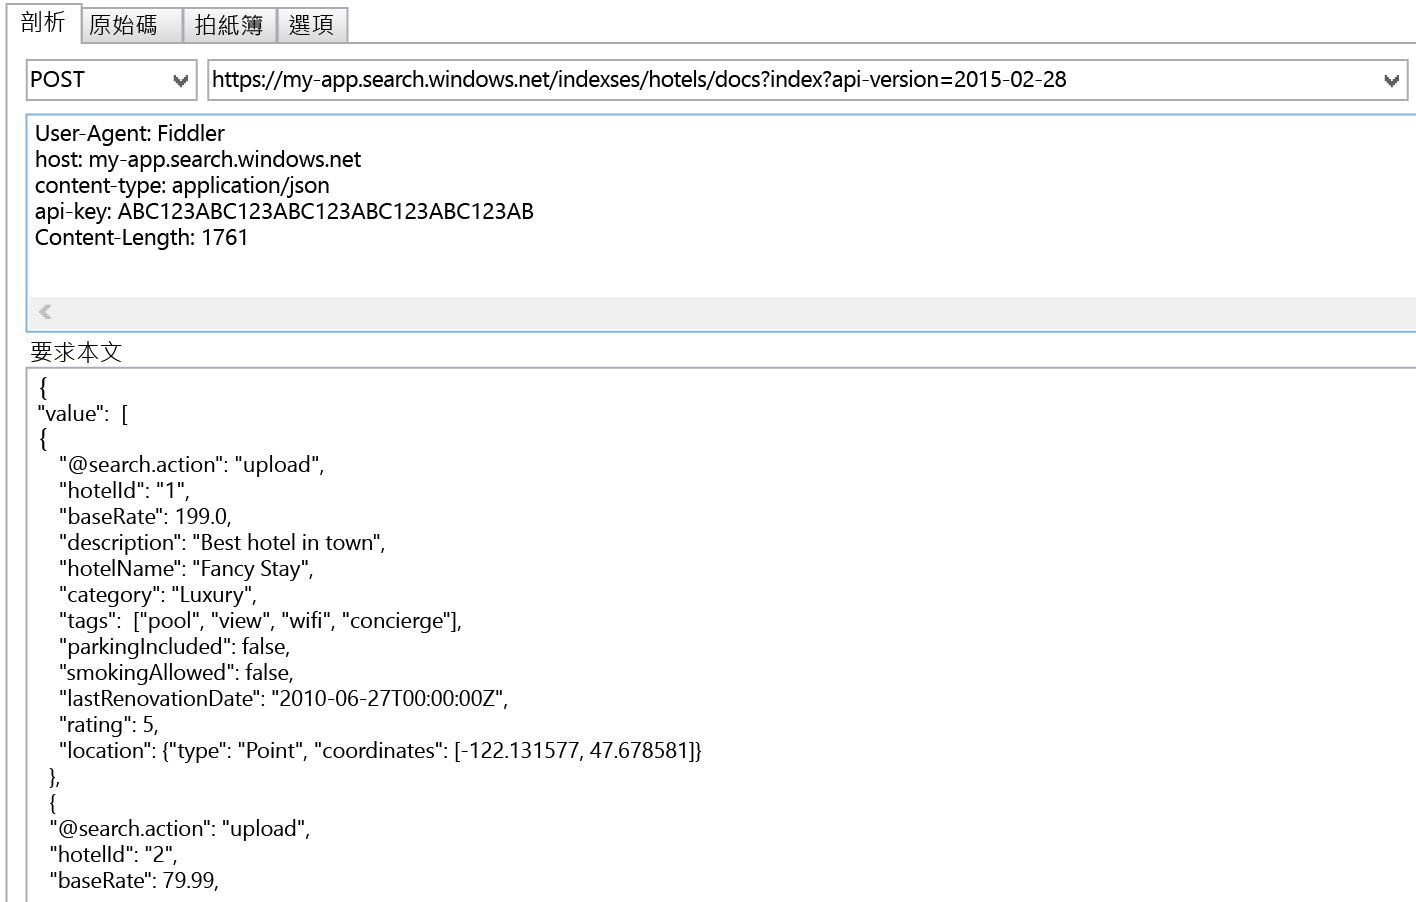 剖析 原始碼 拍紙簿 選項
POST https://my-app.search.windows.net/indexses/hotels/docs?index?api-version=2015-02-28
User-Agent: Fiddler
host: my-app.search.windows.net
content-type: application/json
api-key: ABC123ABC123ABC123ABC123ABC123AB
Content-Length: 1761
要求本文
{
"value":  [
{
"@search.action": "upload",
"hotelId": "1",
"baseRate": 199.0,
"description": "Best hotel in town",
"hotelName": "Fancy Stay",
"category": "Luxury",
"tags":  ["pool", "view", "wifi", "concierge"],
"parkingIncluded": false,
"smokingAllowed": false,
"lastRenovationDate": "2010-06-27T00:00:00Z",
"rating": 5,
"location": {"type": "Point", "coordinates": [-122.131577, 47.678581]}
},
{
"@search.action": "upload",
"hotelId": "2",
"baseRate": 79.99,